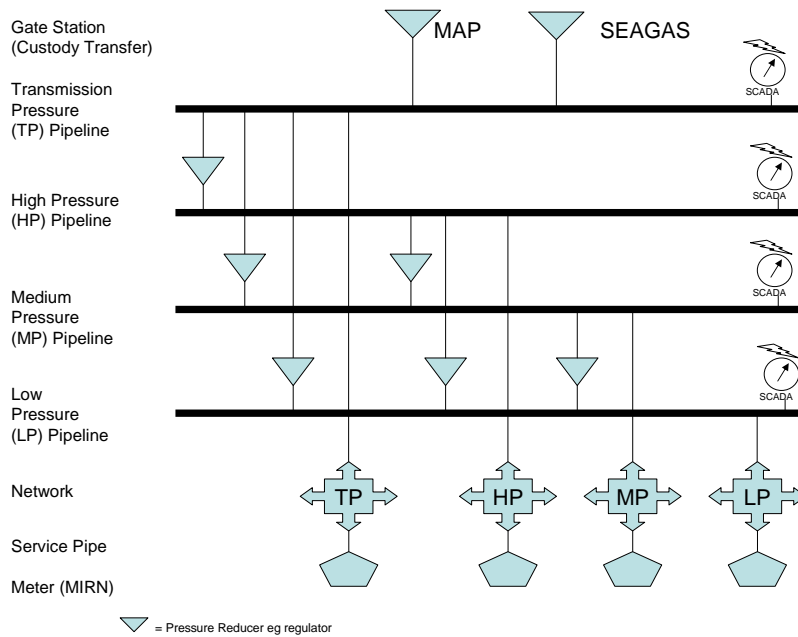 Gate Station
(Custody Transfer)
MAP
SEAGAS
SCADA
Transmission
Pressure
(TP) Pipeline
SCADA
High Pressure
(HP) Pipeline
SCADA
Medium
Pressure
(MP) Pipeline
SCADA
Low
Pressure
(LP) Pipeline
Network
TP
HP
MP
LP
Service Pipe
Meter (MIRN)
= Pressure Reducer eg regulator